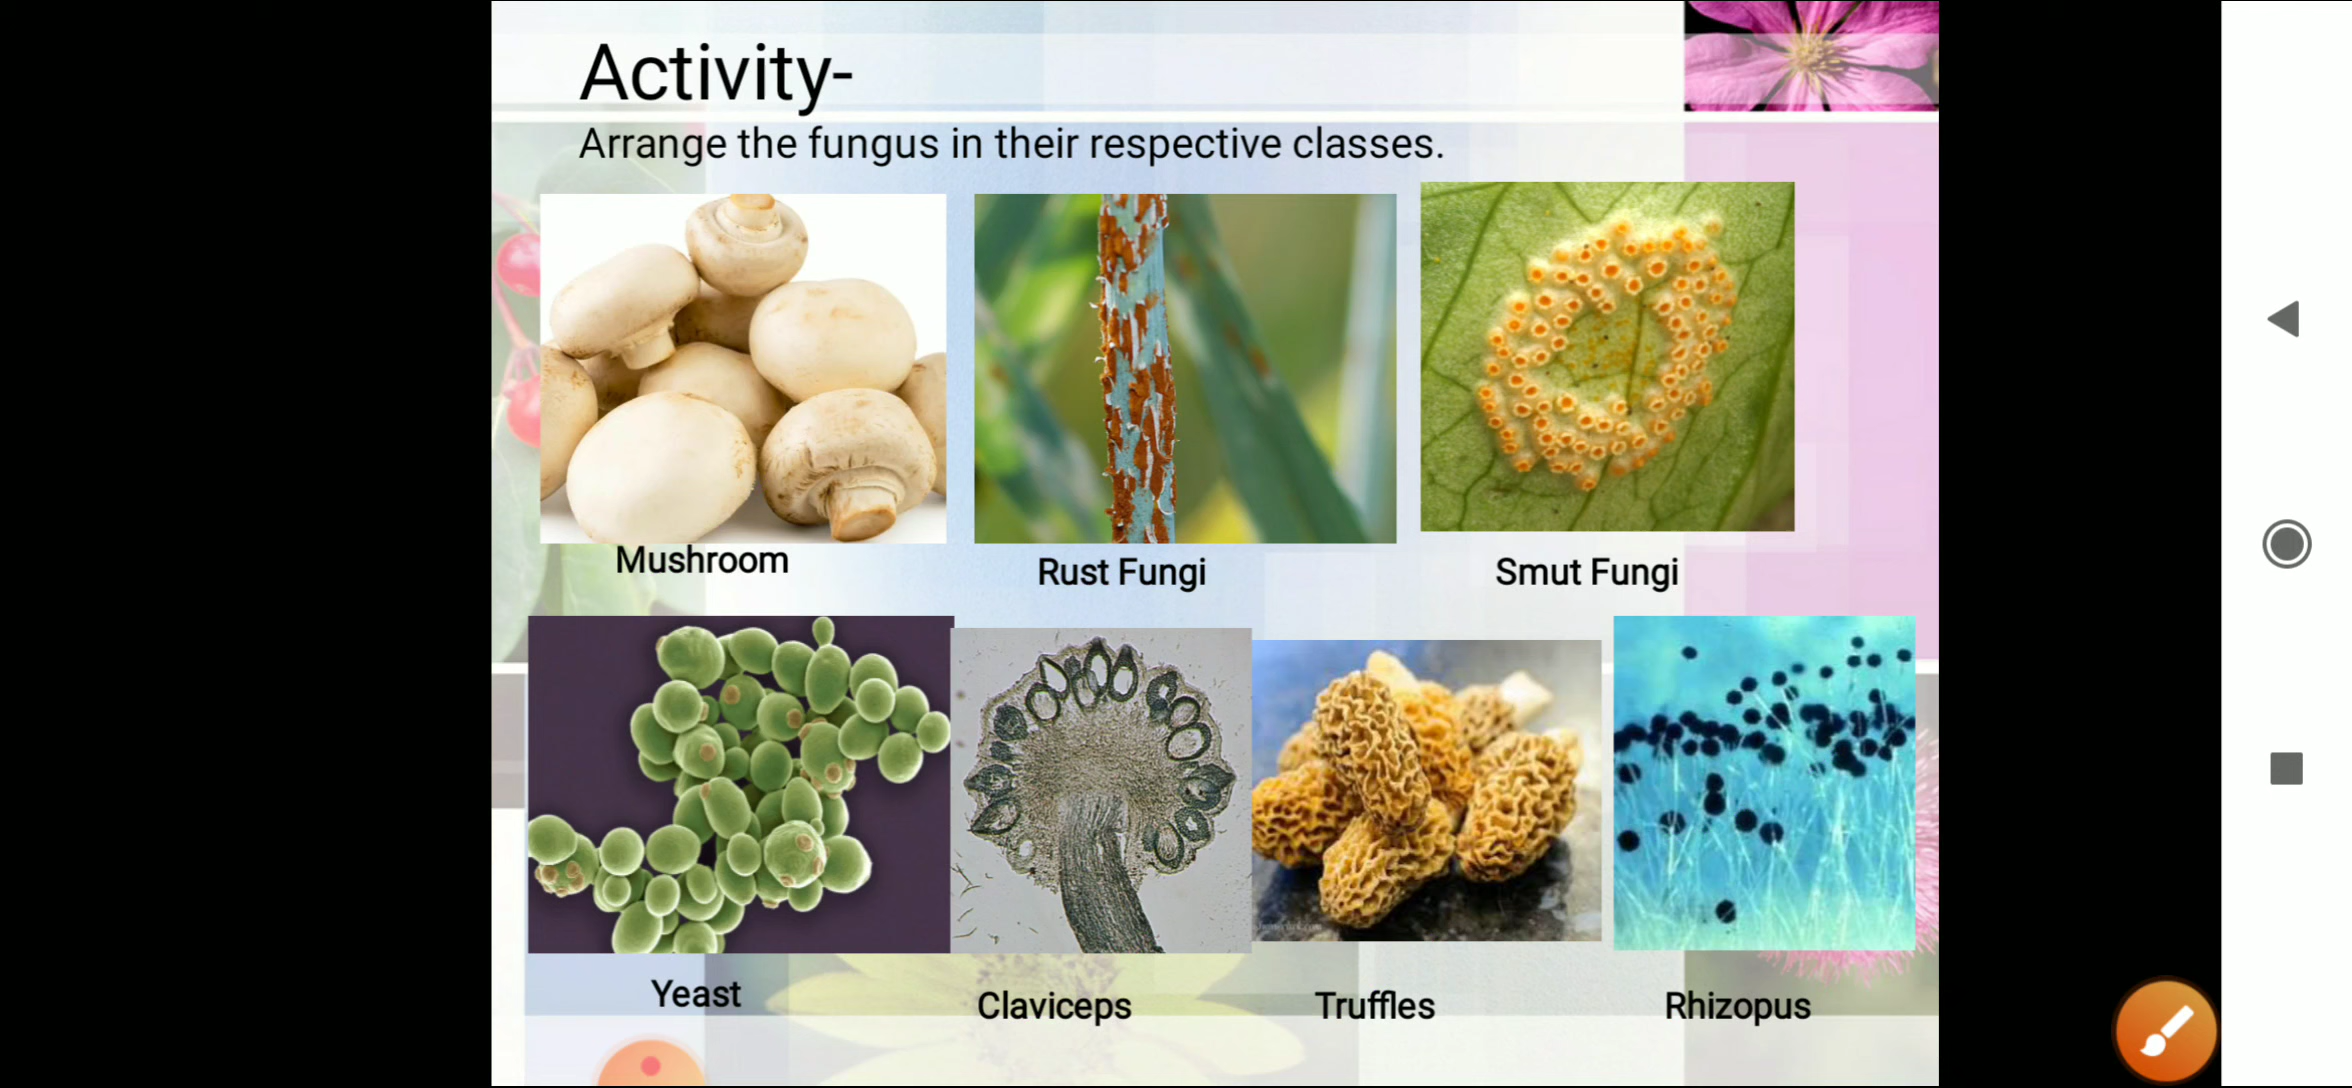 Activity-
Arrange the fungus in their respective classes.
Mushroom
Rust Fungi
Smut Fungi
Yeast
Claviceps
Truffles
Rhizopus